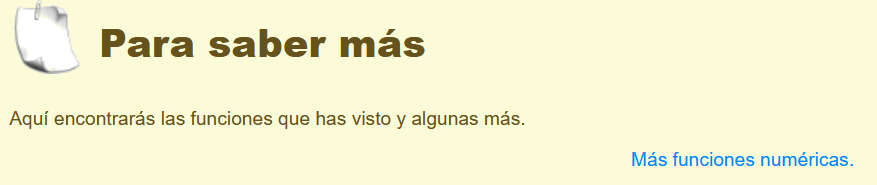 Para saber más
Aquí encontrarás las funciones que has visto y algunas más.
Más funciones numéricas.